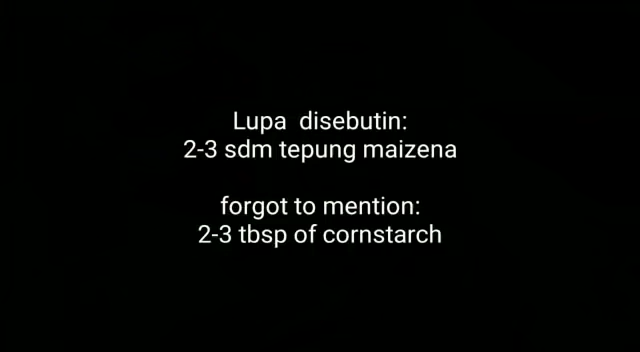 Lupa  disebutin:
2-3 sdm tepung maizena
forgot to mention:
2-3 tbsp of cornstarch